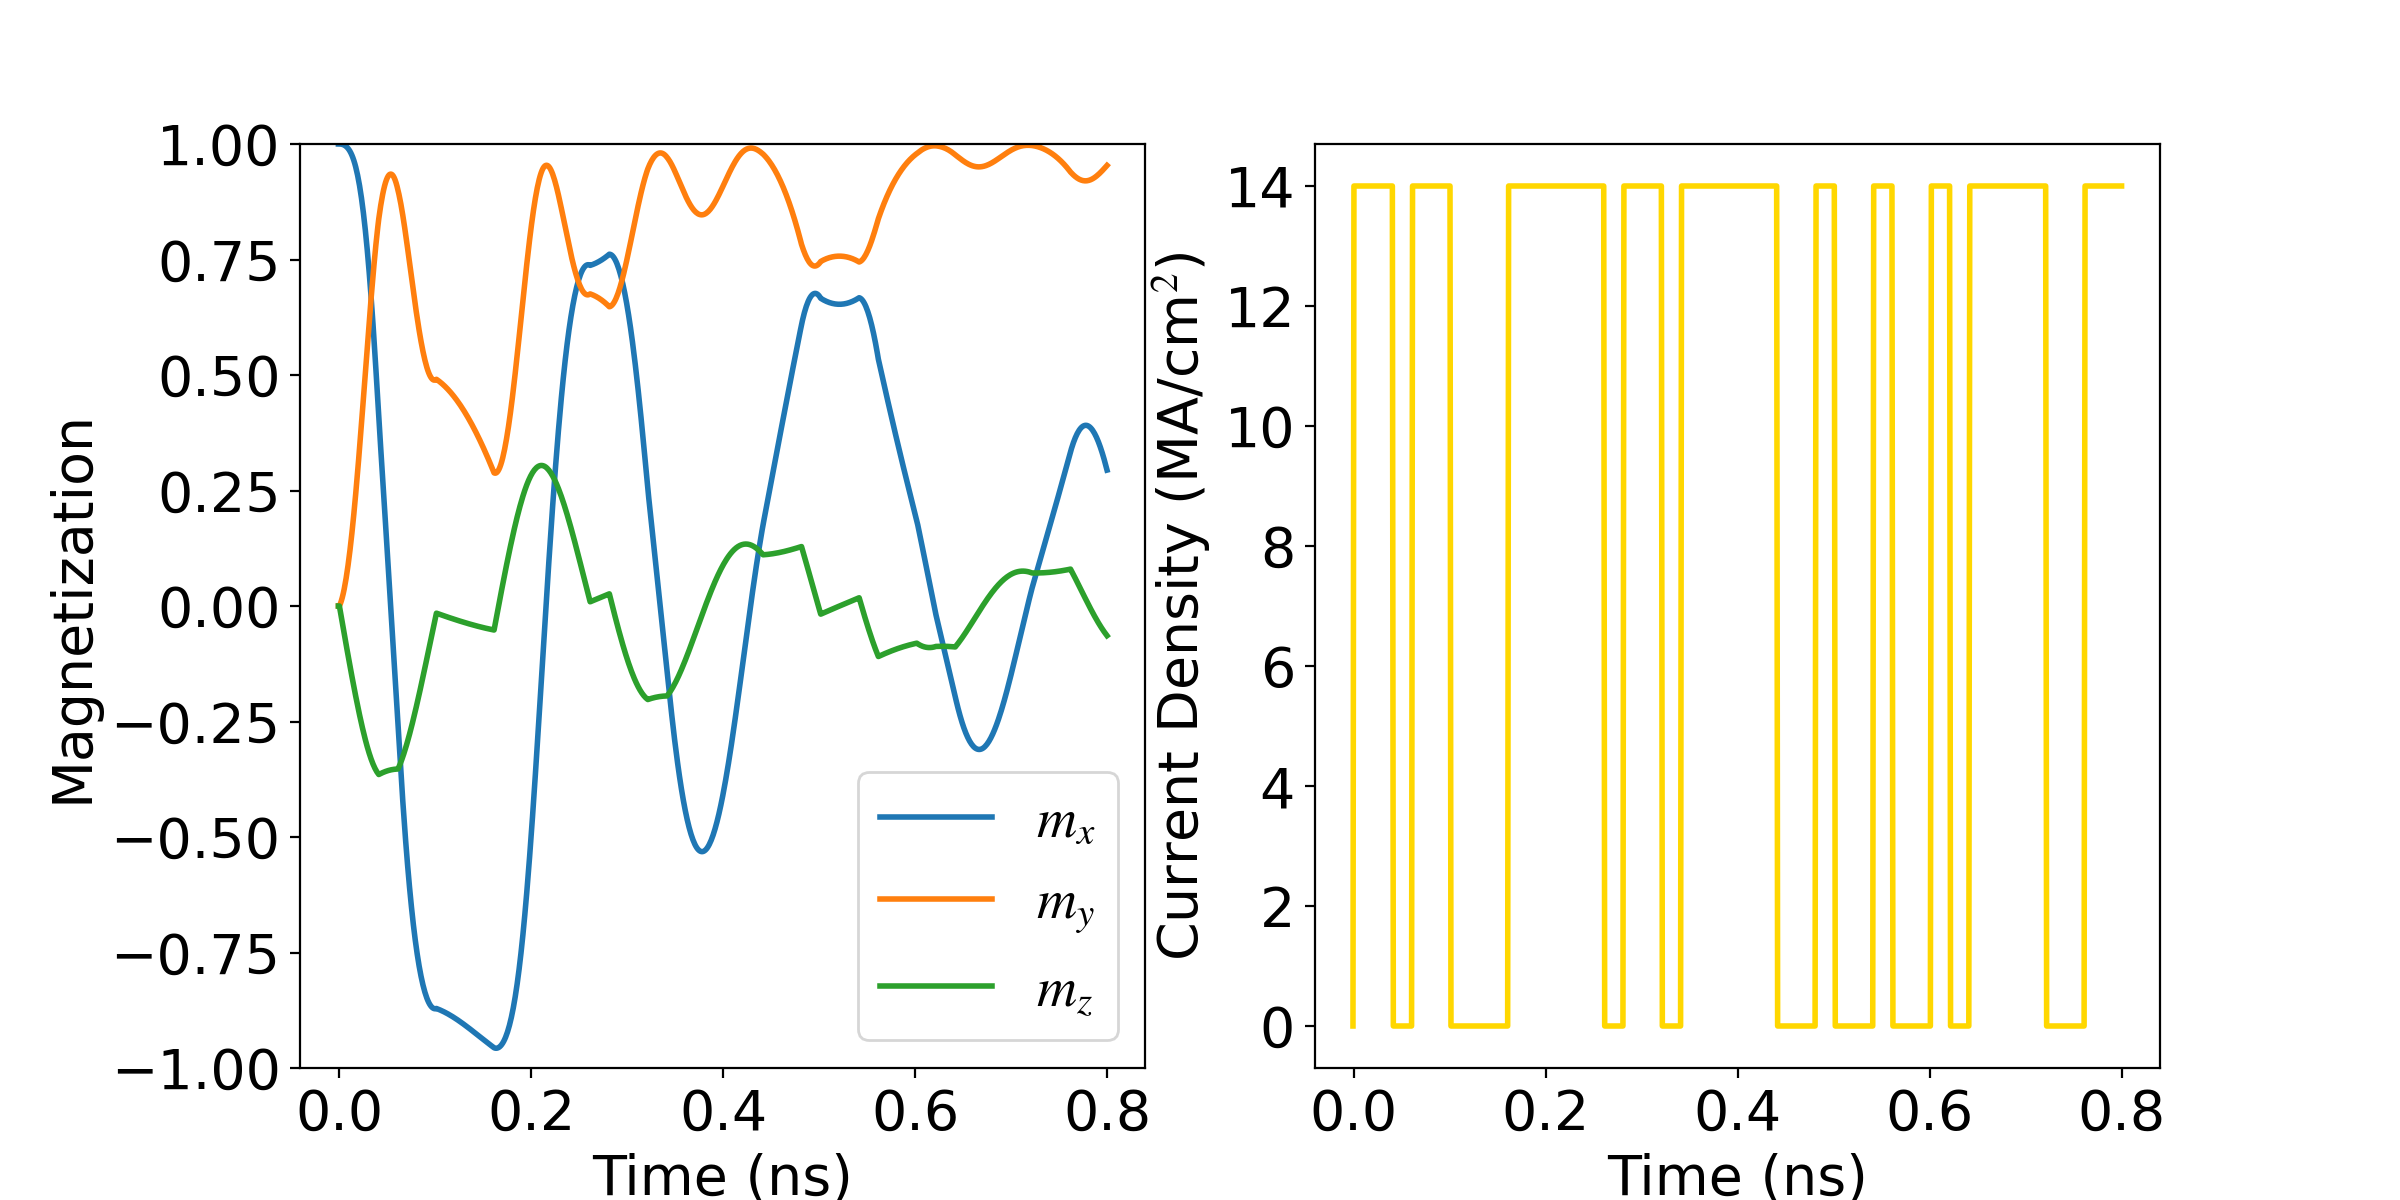 Magnetization
1.00
0.75
0.50
0.25
0.00
−0.25
−0.50
−0.75
−1.00
0.0 0.2 0.4 0.6 0.8
Time (ns)
m_x
m_y
m_z
Current Density (MA/cm²)
14
12
10
8
6
4
2
0
0.0 0.2 0.4 0.6 0.8
Time (ns)